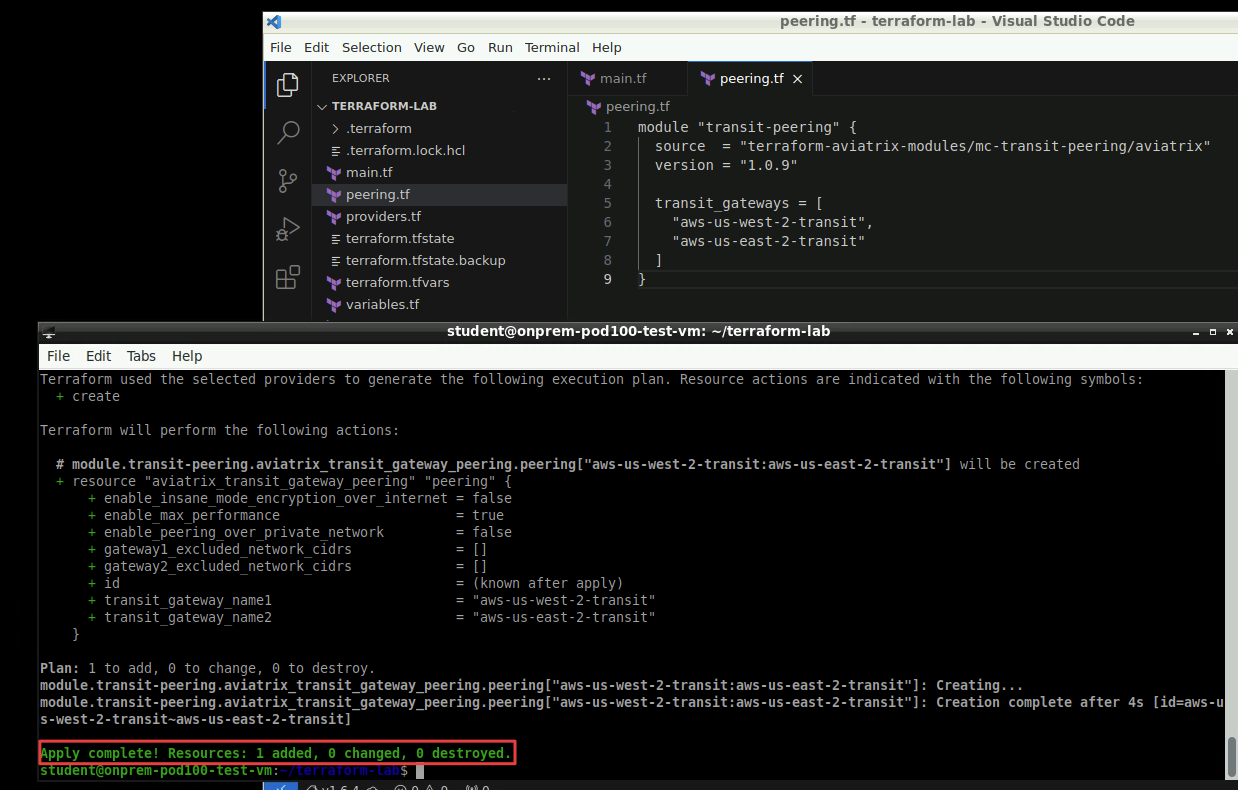 peering.tf - terraform-lab - Visual Studio Code
File Edit Selection View Go Run Terminal Help
EXPLORER ...
main.tf
peering.tf ×
TERRAFORM-LAB
.terraform
.terraform.lock.hcl
main.tf
peering.tf
providers.tf
terraform.tfstate
terraform.tfstate.backup
terraform.tfvars
variables.tf
peering.tf
1 module "transit-peering" {
2 source = "terraform-aviatrix-modules/mc-transit-peering/aviatrix"
3 version = "1.0.9"
4
5 transit_gateways = [
6 "aws-us-west-2-transit",
7 "aws-us-east-2-transit"
8 ]
9 }
student@onprem-pod100-test-vm: ~/terraform-lab
File Edit Tabs Help
Terraform used the selected providers to generate the following execution plan. Resource actions are indicated with the following symbols:
+ create
Terraform will perform the following actions:
# module.transit-peering.aviatrix_transit_gateway_peering.peering["aws-us-west-2-transit:aws-us-east-2-transit"] will be created
+ resource "aviatrix_transit_gateway_peering" "peering" {
+ enable_insane_mode_encryption_over_internet = false
+ enable_max_performance = true
+ enable_peering_over_private_network = false
+ gateway1_excluded_network_cidrs = []
+ gateway2_excluded_network_cidrs = []
+ id = (known after apply)
+ transit_gateway_name1 = "aws-us-west-2-transit"
+ transit_gateway_name2 = "aws-us-east-2-transit"
}
Plan: 1 to add, 0 to change, 0 to destroy.
module.transit-peering.aviatrix_transit_gateway_peering.peering["aws-us-west-2-transit:aws-us-east-2-transit"]: Creating...
module.transit-peering.aviatrix_transit_gateway_peering.peering["aws-us-west-2-transit:aws-us-east-2-transit"]: Creation complete after 4s [id=aws-u
s-west-2-transit~aws-us-east-2-transit]
Apply complete! Resources: 1 added, 0 changed, 0 destroyed.
student@onprem-pod100-test-vm:~/terraform-lab$